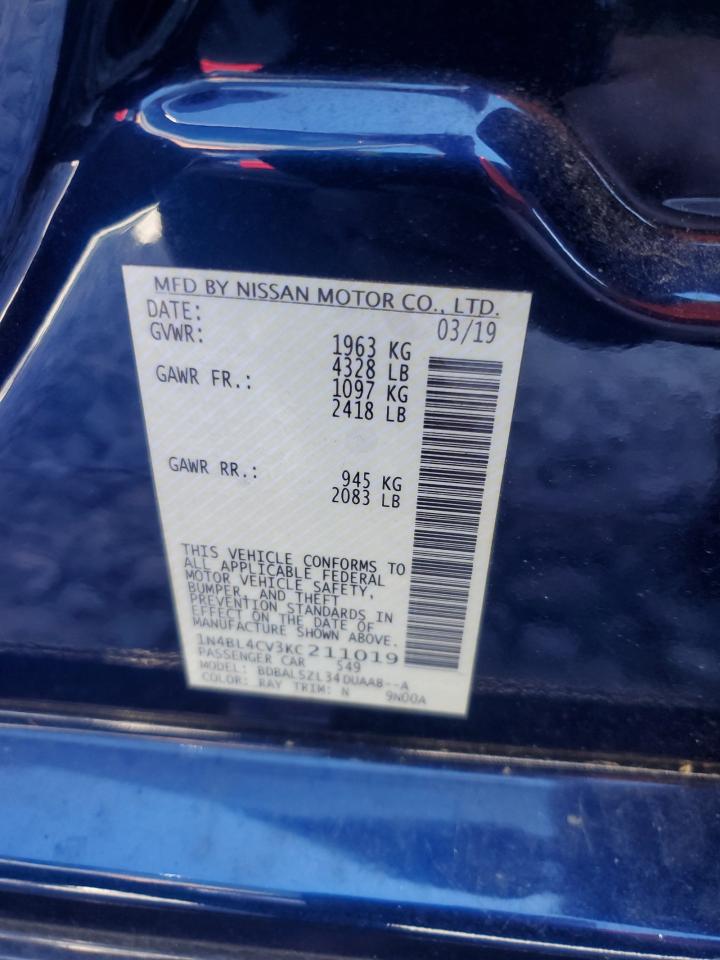 MFD BY NISSAN MOTOR CO., LTD.
DATE: 03/19
GVWR: 1963 KG
4328 LB
GAWR FR.: 1097 KG
2418 LB
GAWR RR.: 945 KG
2083 LB
THIS VEHICLE CONFORMS TO
ALL APPLICABLE FEDERAL
MOTOR VEHICLE SAFETY,
BUMPER, AND THEFT
PREVENTION STANDARDS IN
EFFECT ON THE DATE OF
MANUFACTURE SHOWN ABOVE.
1N4BL4CV3KC211019
PASSENGER CAR 549
MODEL: BDBALSZL34DUAAB--A
COLOR: RAY TRIM: N 9N00A